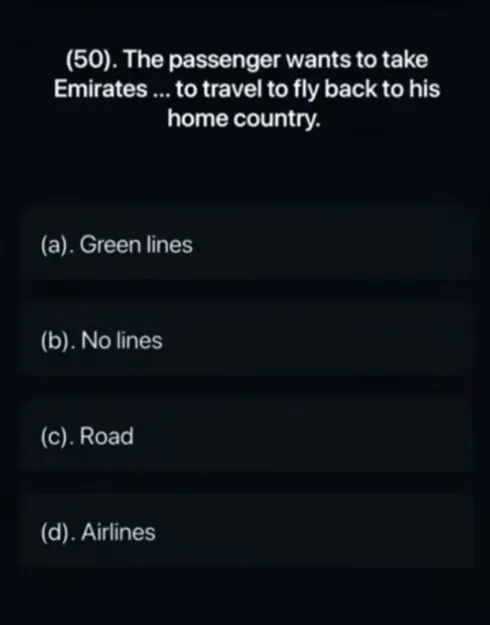 (50). The passenger wants to take
Emirates ... to travel to fly back to his
home country.
(a). Green lines
(b). No lines
(c). Road
(d). Airlines